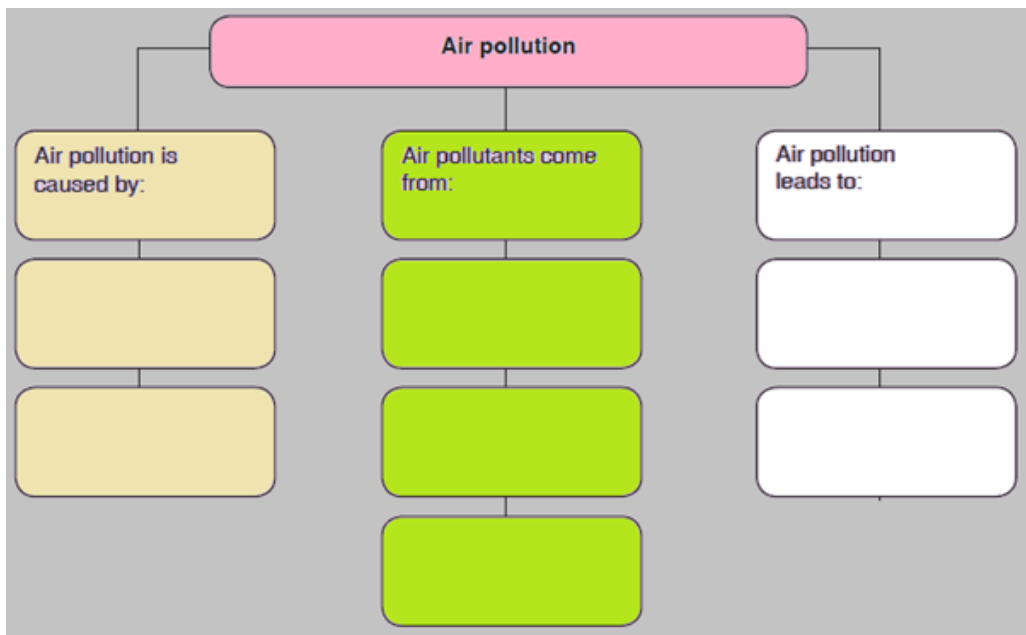 Air pollution
Air pollution is
caused by:
Air pollutants come
from:
Air pollution
leads to: